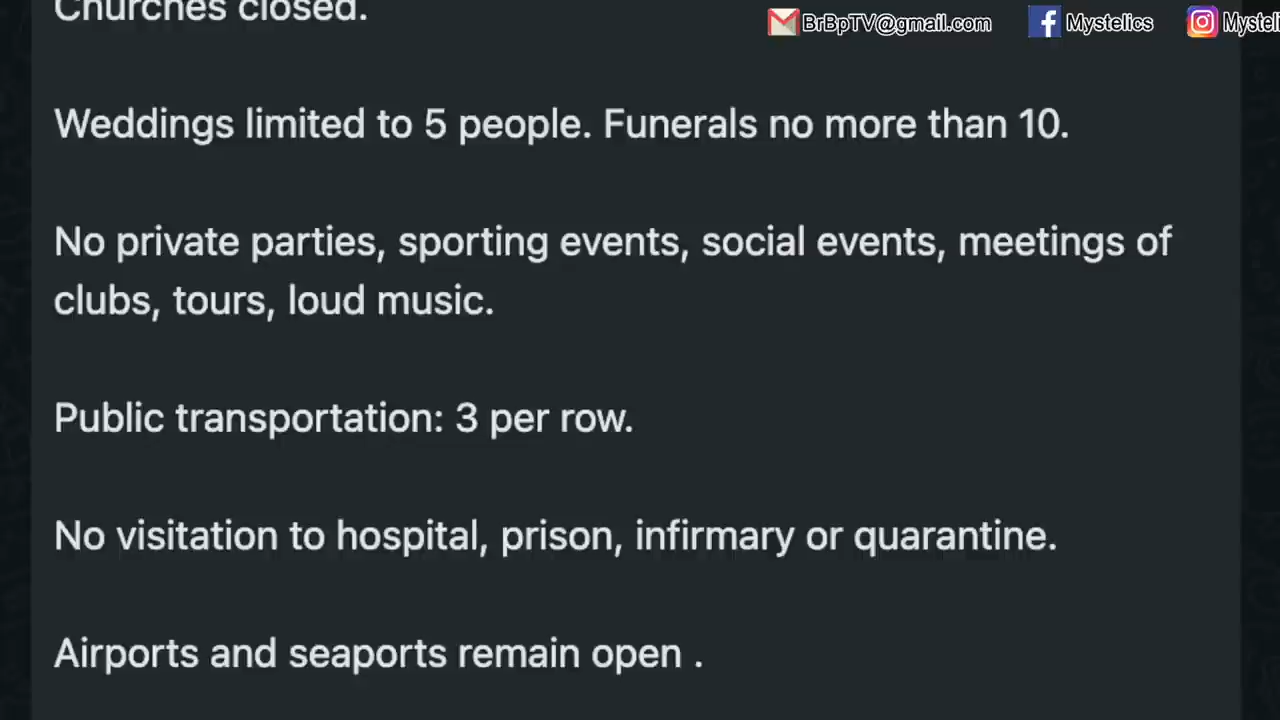 Churches closed.
BrBpTV@gmail.com Mystelics Mysteli
Weddings limited to 5 people. Funerals no more than 10.
No private parties, sporting events, social events, meetings of
clubs, tours, loud music.
Public transportation: 3 per row.
No visitation to hospital, prison, infirmary or quarantine.
Airports and seaports remain open .